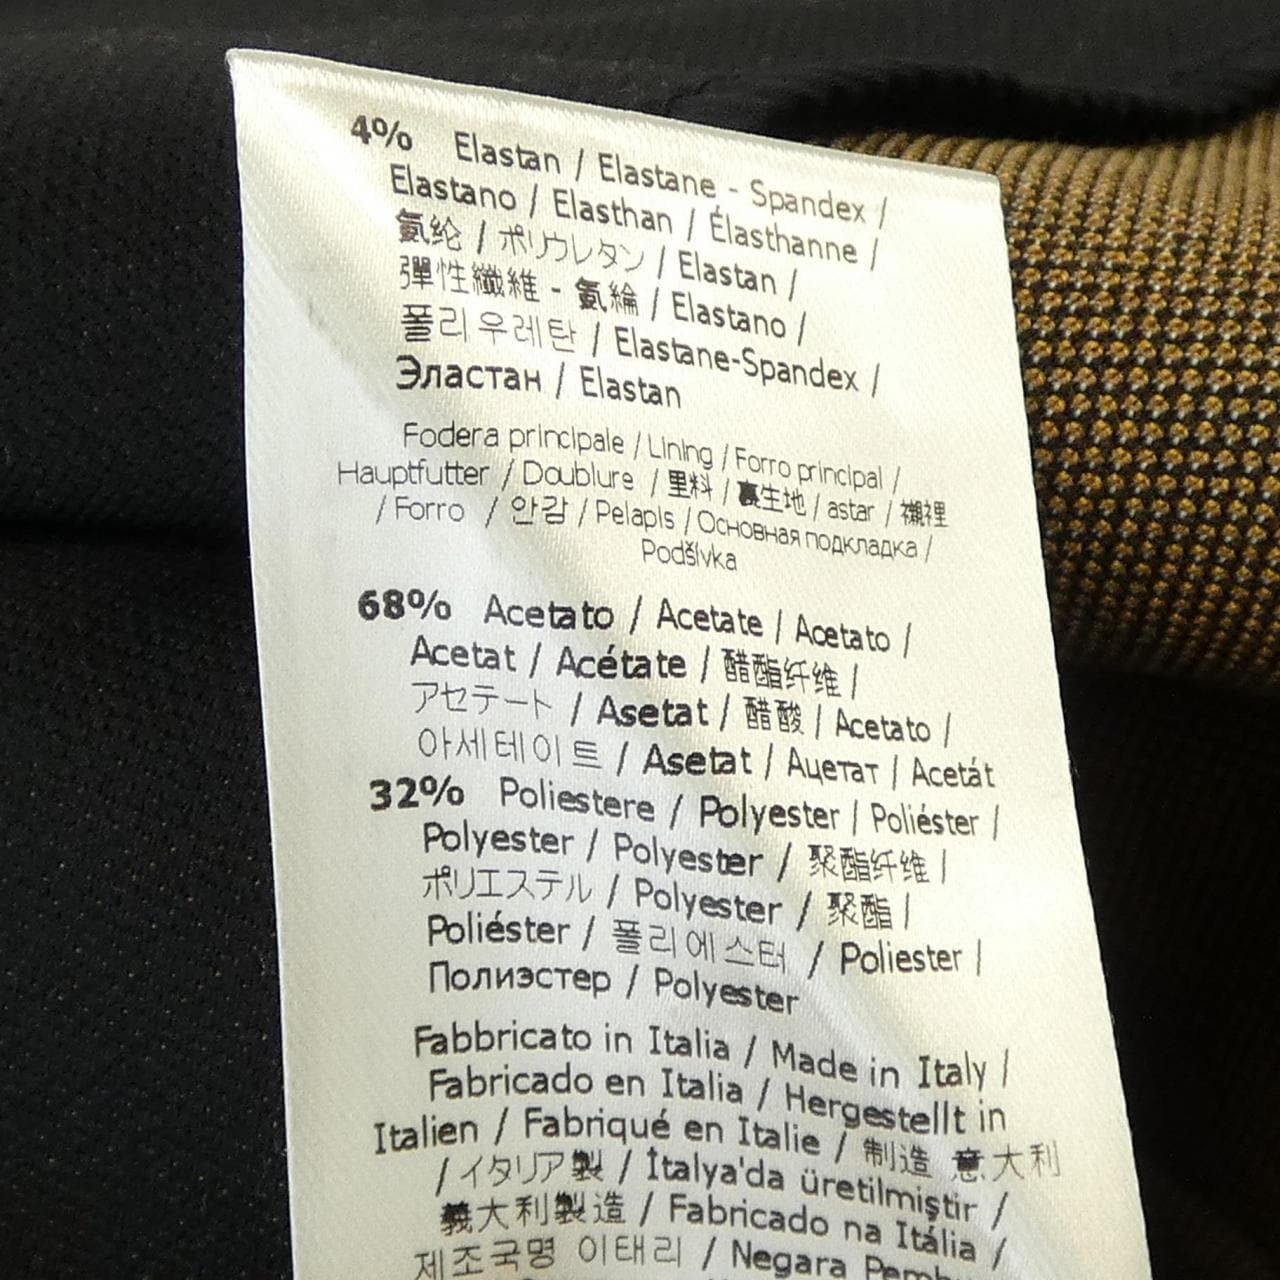 4% Elastan / Elastane - Spandex /
Elastano / Elasthan / Élasthanne /
氨纶 / ポリウレタン / Elastan /
彈性纖維 - 氨綸 / Elastano /
폴리우레탄 / Elastane-Spandex /
Эластан / Elastan
Fodera principale / Lining / Forro principal /
Hauptfutter / Doublure / 里料 / 裏生地 / astar / 襯裡
/ Forro / 안감 / Pelapis / Основная подкладка /
Podšívka
68% Acetato / Acetate / Acetato /
Acetat / Acétate / 醋酯纤维 /
アセテート / Asetat / 醋酸 / Acetato /
아세테이트 / Asetat / Ацетат / Acetát
32% Poliestere / Polyester / Poliéster /
Polyester / Polyester / 聚酯纤维 /
ポリエステル / Polyester / 聚酯 /
Poliéster / 폴리에스터 / Poliester /
Полиэстер / Polyester
Fabbricato in Italia / Made in Italy /
Fabricado en Italia / Hergestellt in
Italien / Fabriqué en Italie / 制造 意大利
/ イタリア製 / İtalya'da üretilmiştir /
義大利製造 / Fabricado na Itália /
제조국명 이태리 / Negara